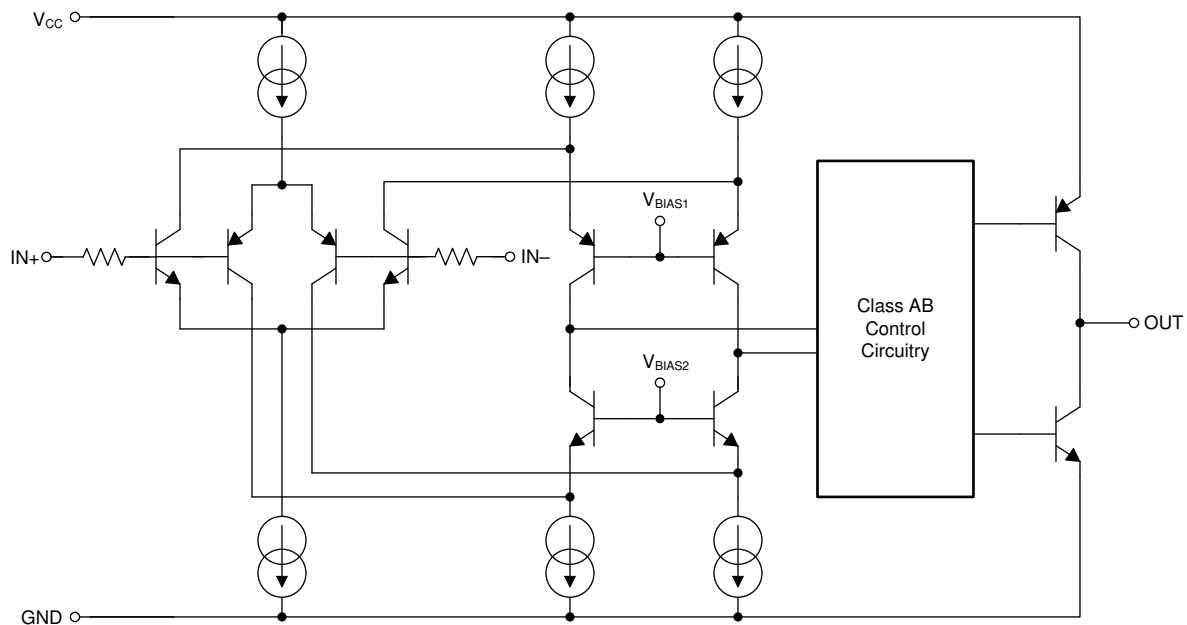 VCC
VBIAS1
IN+
IN–
Class AB
Control
Circuitry
OUT
VBIAS2
GND